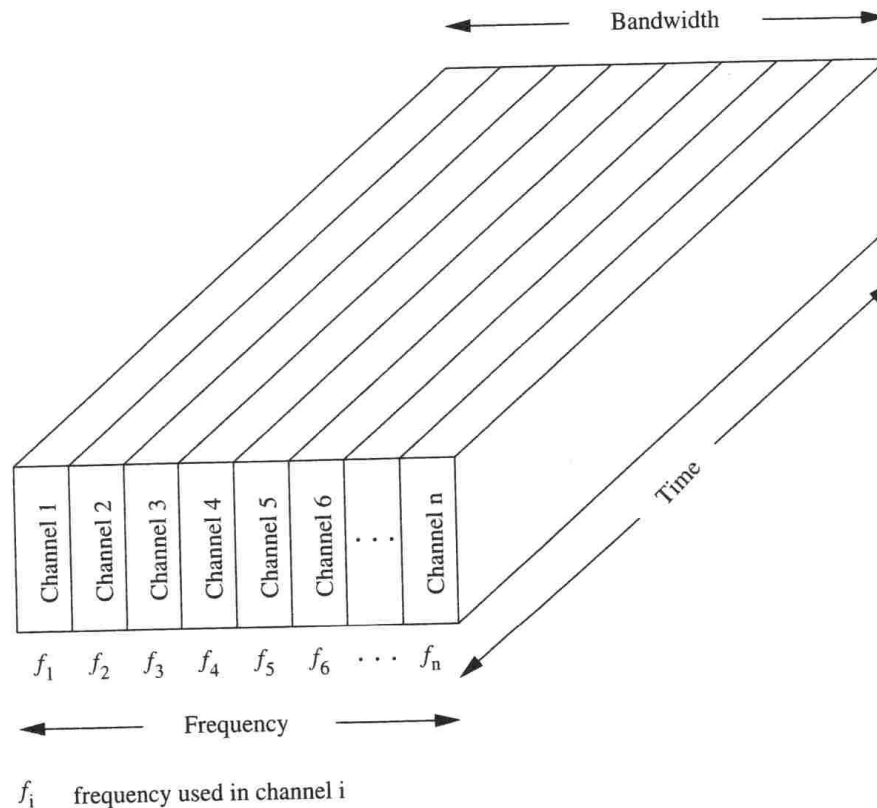 Bandwidth
Time
Channel 1
Channel 2
Channel 3
Channel 4
Channel 5
Channel 6
. . .
Channel n
f₁ f₂ f₃ f₄ f₅ f₆ . . . fₙ
Frequency
fᵢ frequency used in channel i